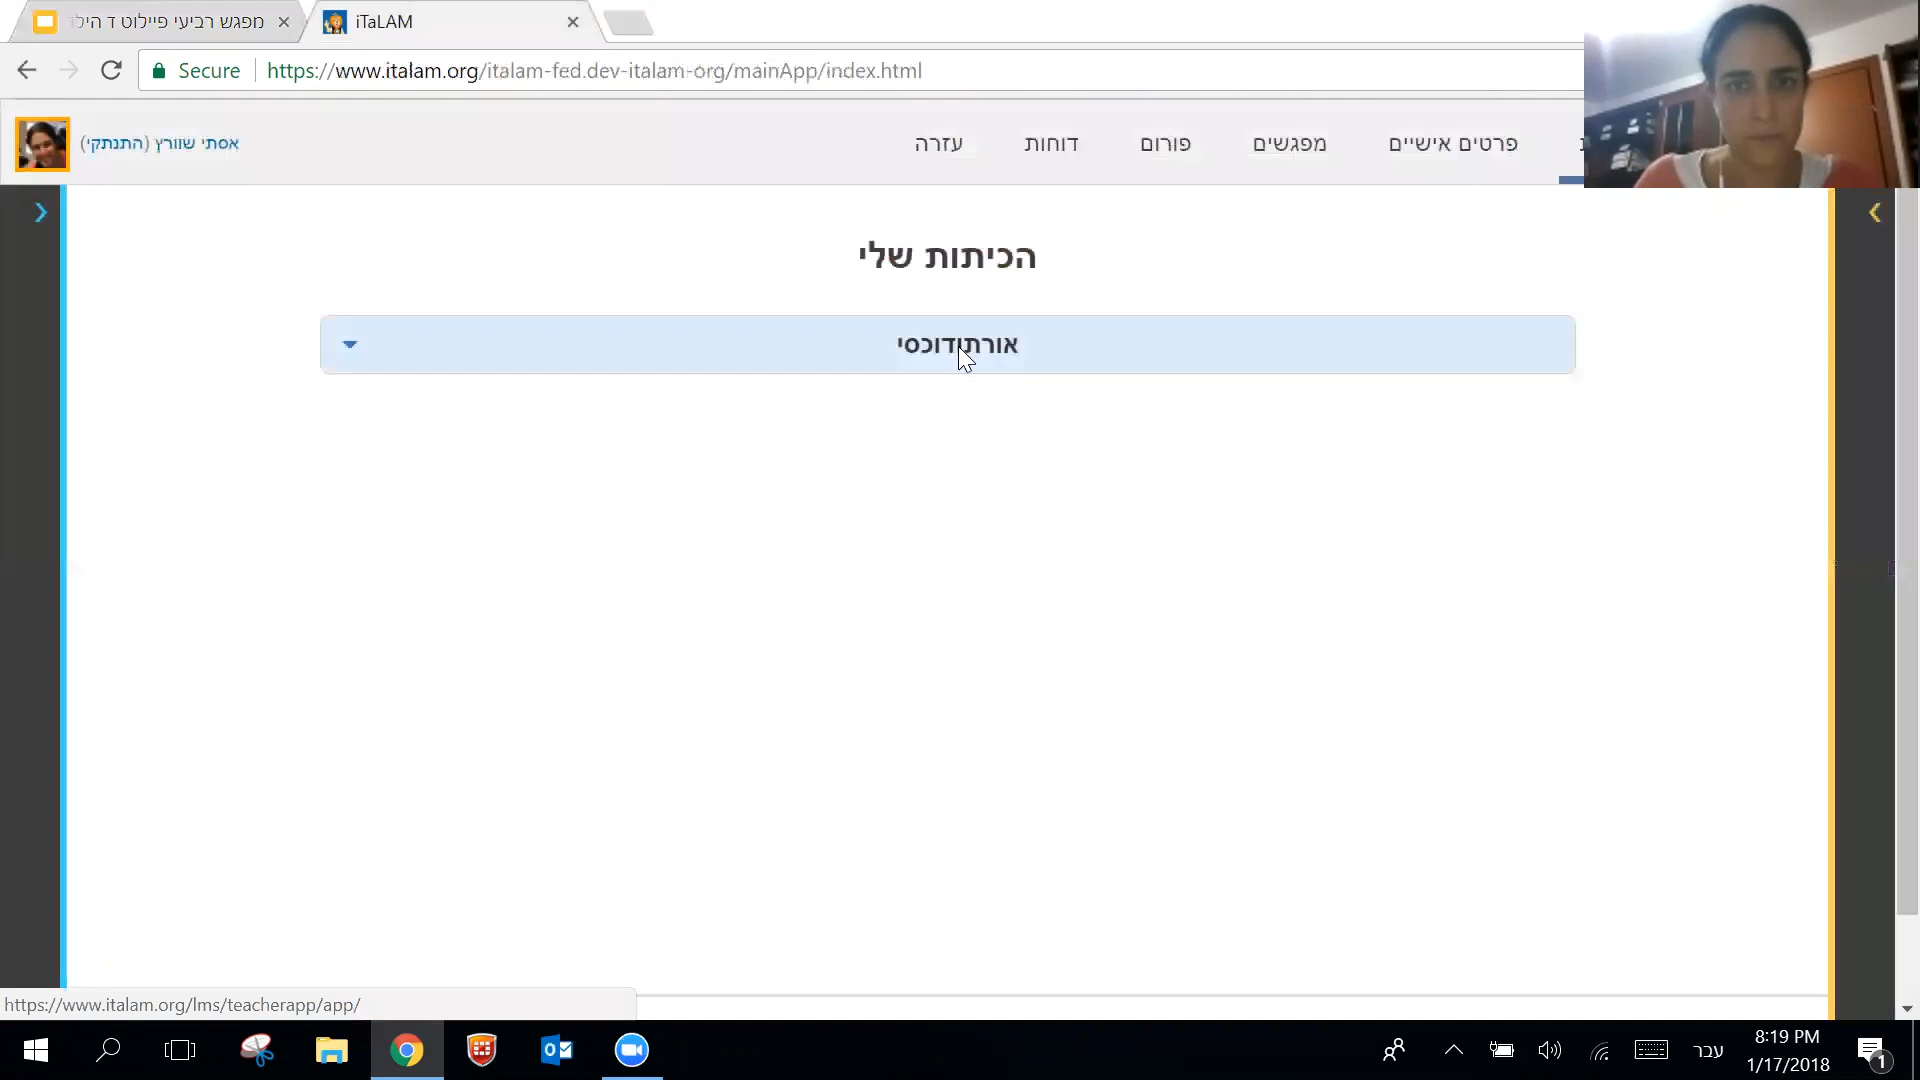 מפגש רביעי פיילוט ד היל
iTaLAM
Secure
https://www.italam.org/italam-fed.dev-italam-org/mainApp/index.html
פרטים אישיים
מפגשים
פורום
דוחות
עזרה
אסתי שוורץ (התנתקי)
הכיתות שלי
אורתודוכסי
https://www.italam.org/lms/teacherapp/app/
עבר
8:19 PM
1/17/2018
1